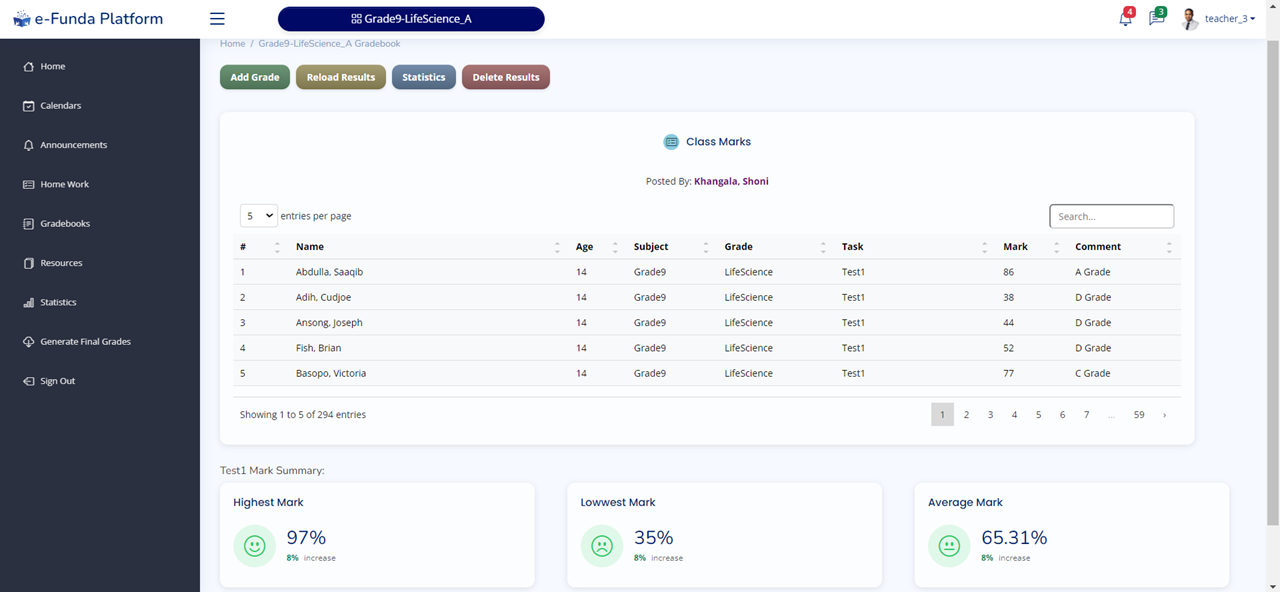 e-Funda Platform
Grade9-LifeScience_A
4
3
teacher_3
Home
Calendars
Announcements
Home Work
Gradebooks
Resources
Statistics
Generate Final Grades
Sign Out
Home / Grade9-LifeScience_A Gradebook
Add Grade Reload Results Statistics Delete Results
Class Marks
Posted By: Khangala, Shoni
5 entries per page
Search...
# Name Age Subject Grade Task Mark Comment
1 Abdulla, Saaqib 14 Grade9 LifeScience Test1 86 A Grade
2 Adih, Cudjoe 14 Grade9 LifeScience Test1 38 D Grade
3 Ansong, Joseph 14 Grade9 LifeScience Test1 44 D Grade
4 Fish, Brian 14 Grade9 LifeScience Test1 52 D Grade
5 Basopo, Victoria 14 Grade9 LifeScience Test1 77 C Grade
Showing 1 to 5 of 294 entries
1 2 3 4 5 6 7 ... 59 ›
Test1 Mark Summary:
Highest Mark
97%
8% increase
Lowwest Mark
35%
8% increase
Average Mark
65.31%
8% increase